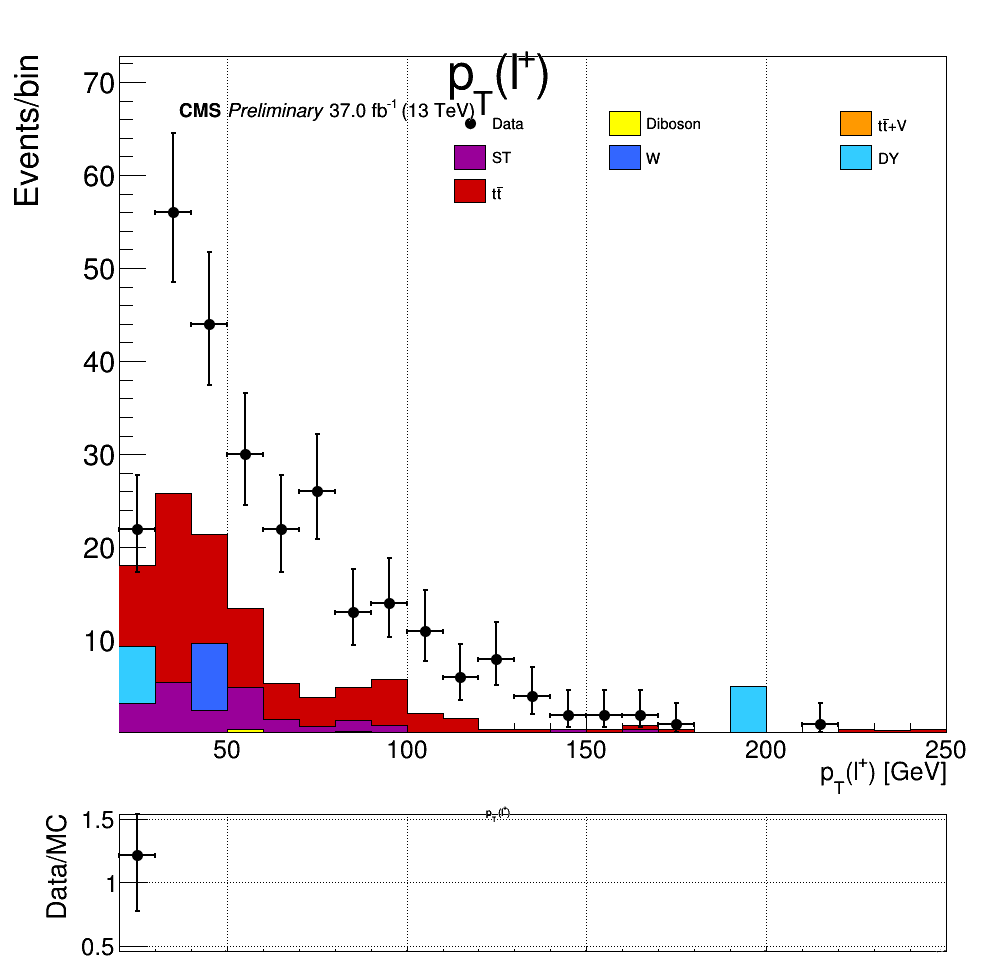 p_T(l⁺)
CMS Preliminary 37.0 fb⁻¹ (13 TeV)
Data
Diboson
tt̄+V
ST
W
DY
tt̄
Events/bin
70
60
50
40
30
20
10
50 100 150 200 250
p_T(l⁺) [GeV]
p_T(l⁺)
Data/MC
1.5
1
0.5